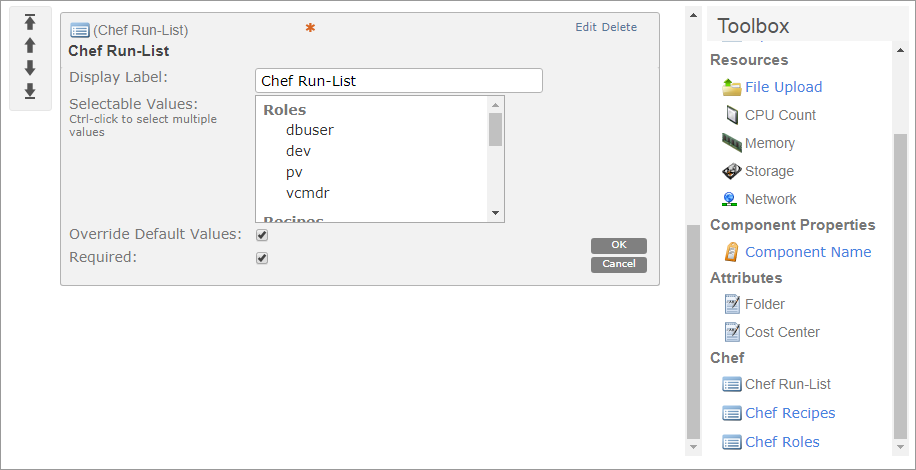 (Chef Run-List) * Edit Delete
Chef Run-List
Display Label: Chef Run-List
Selectable Values:
Ctrl-click to select multiple
values
Roles
dbuser
dev
pv
vcmdr
Recipes
Override Default Values:
Required:
OK
Cancel
Toolbox
Resources
File Upload
CPU Count
Memory
Storage
Network
Component Properties
Component Name
Attributes
Folder
Cost Center
Chef
Chef Run-List
Chef Recipes
Chef Roles